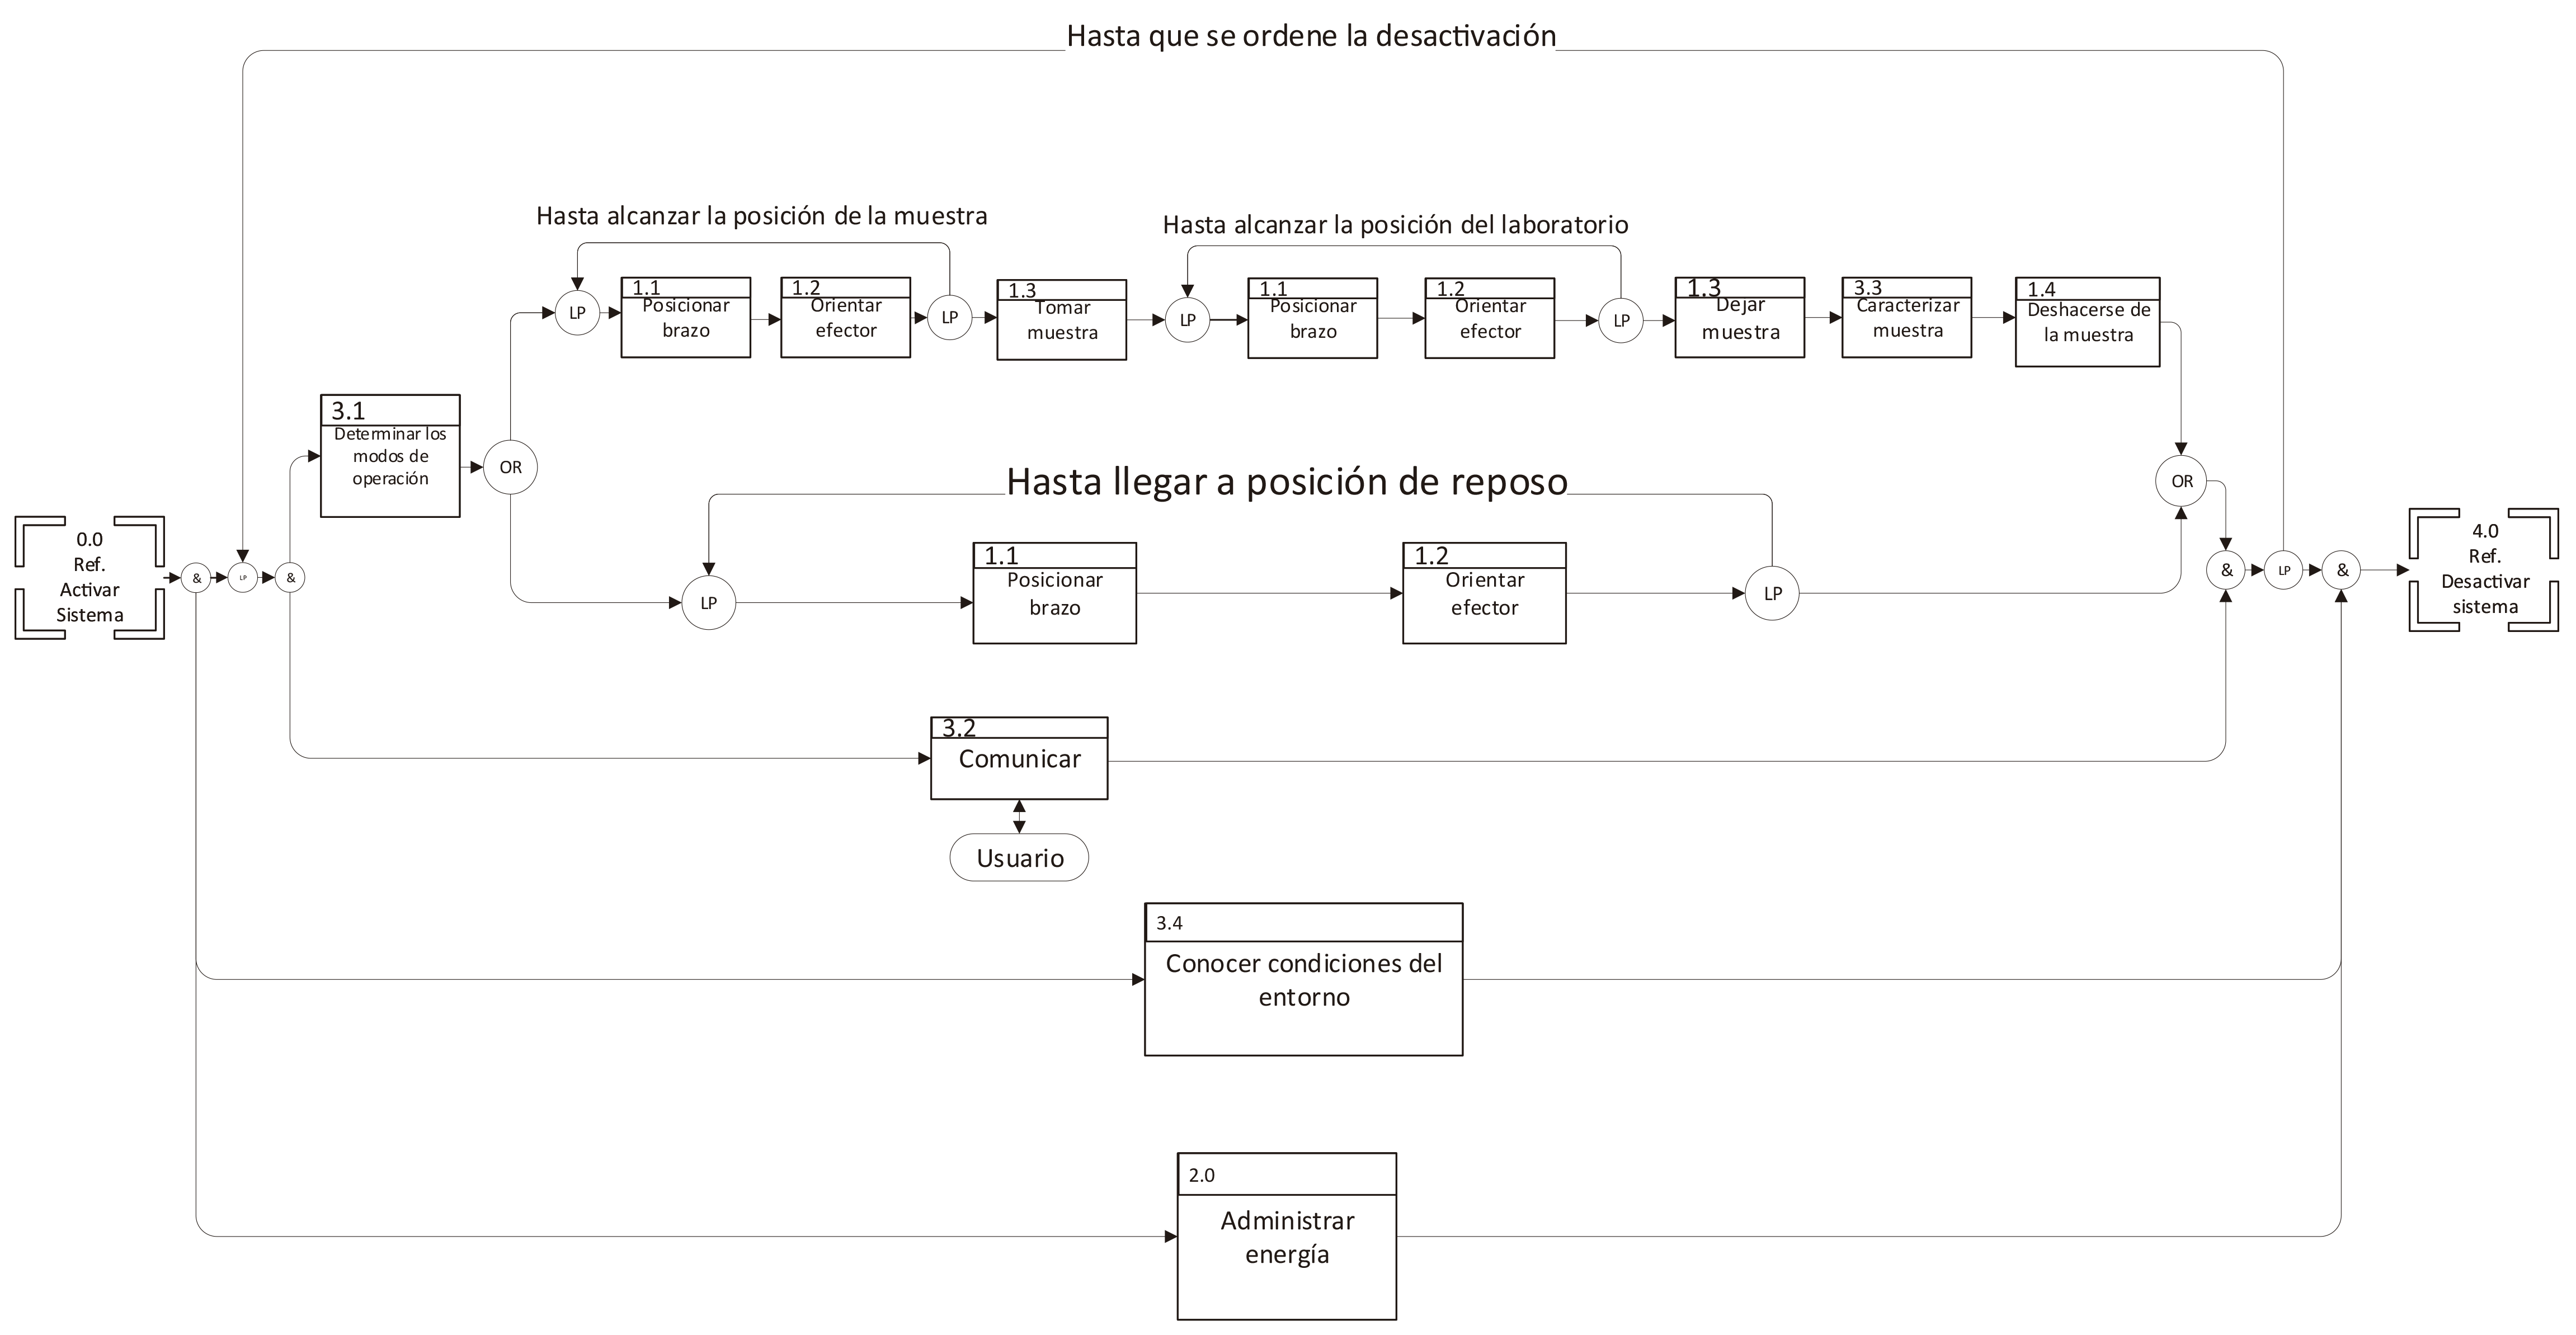 Hasta que se ordene la desactivación
Hasta alcanzar la posición de la muestra
Hasta alcanzar la posición del laboratorio
LP
1.1
Posicionar
brazo
1.2
Orientar
efector
LP
1.3
Tomar
muestra
LP
1.1
Posicionar
brazo
1.2
Orientar
efector
LP
1.3
Dejar
muestra
3.3
Caracterizar
muestra
1.4
Deshacerse de
la muestra
3.1
Determinar los
modos de
operación
OR
Hasta llegar a posición de reposo
OR
0.0
Ref.
Activar
Sistema
&
LP
&
LP
1.1
Posicionar
brazo
1.2
Orientar
efector
LP
&
LP
&
4.0
Ref.
Desactivar
sistema
3.2
Comunicar
Usuario
3.4
Conocer condiciones del
entorno
2.0
Administrar
energía